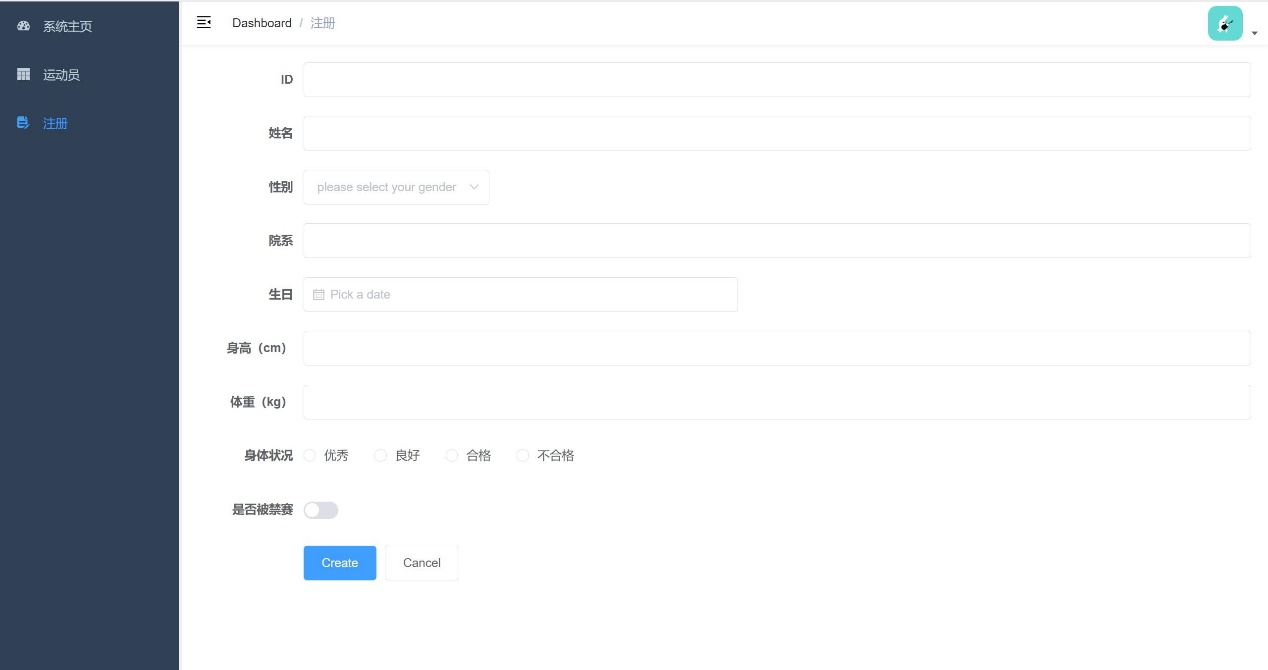 系统主页
运动员
注册
Dashboard / 注册
ID
姓名
性别 please select your gender
院系
生日 Pick a date
身高（cm）
体重（kg）
身体状况 优秀 良好 合格 不合格
是否被禁赛
Create Cancel